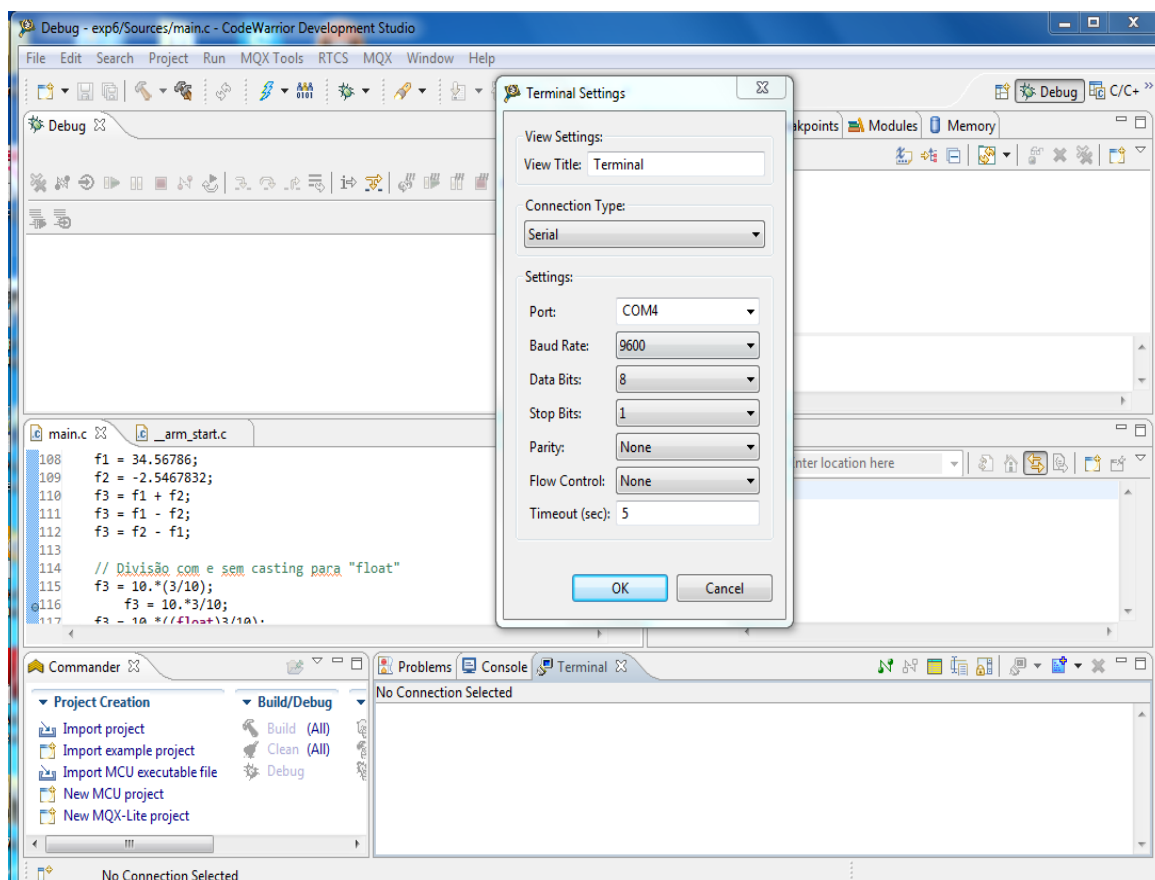 Debug - exp6/Sources/main.c - CodeWarrior Development Studio
File Edit Search Project Run MQX Tools RTCS MQX Window Help
Debug C/C+ »
Debug
Modules Memory
Terminal Settings
View Settings:
View Title: Terminal
Connection Type:
Serial
Settings:
Port: COM4
Baud Rate: 9600
Data Bits: 8
Stop Bits: 1
Parity: None
Flow Control: None
Timeout (sec): 5
OK Cancel
main.c __arm_start.c
108 f1 = 34.56786;
109 f2 = -2.5467832;
110 f3 = f1 + f2;
111 f3 = f1 - f2;
112 f3 = f2 - f1;
113
114 // Divisão com e sem casting para "float"
115 f3 = 10.*(3/10);
116 f3 = 10.*3/10;
117 f3 = 10.*((float)3/10);
location here
Commander
Project Creation
Import project
Import example project
Import MCU executable file
New MCU project
New MQX-Lite project
Build/Debug
Build (All)
Clean (All)
Debug
Problems Console Terminal
No Connection Selected
No Connection Selected